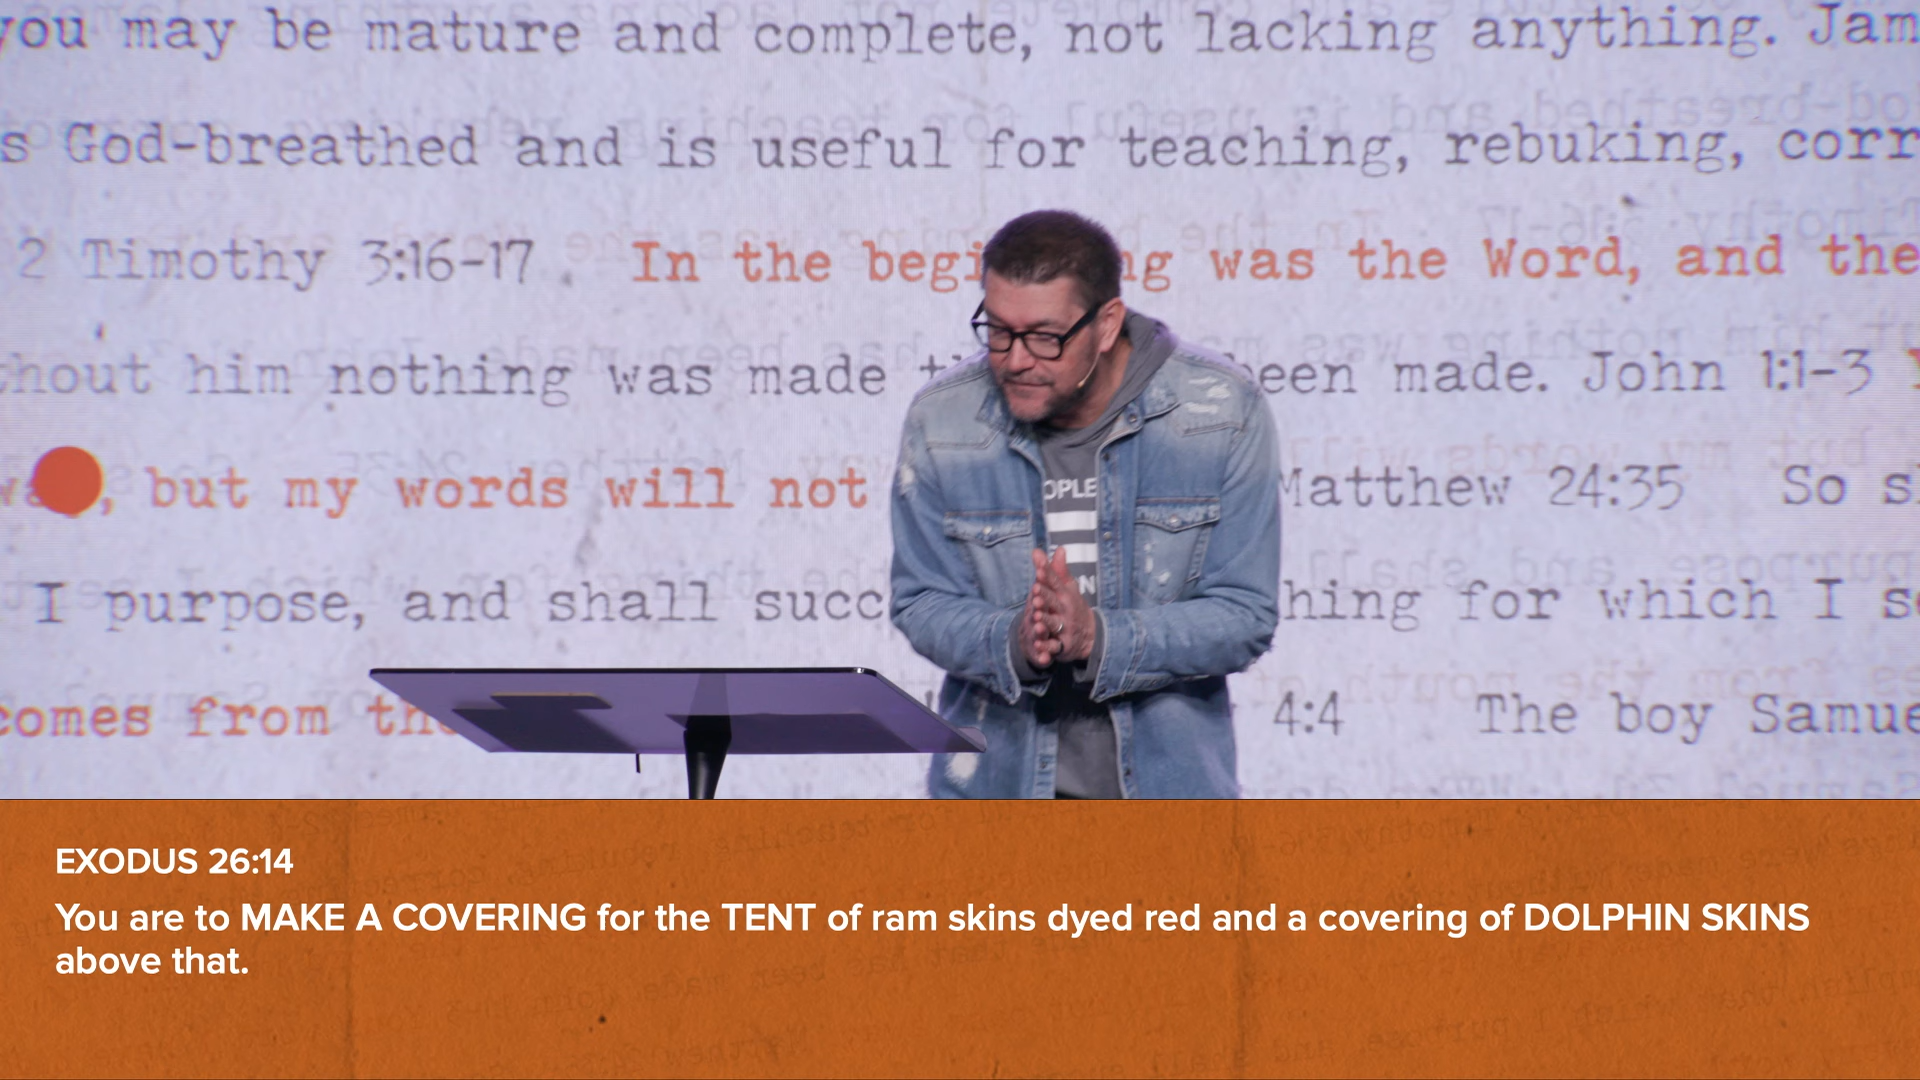 you may be mature and complete, not lacking anything. Jam
s God-breathed and is useful for teaching, rebuking, corr
2 Timothy 3:16-17 In the begi ng was the Word, and the
hout him nothing was made th een made. John 1:1-3
, but my words will not Matthew 24:35 So s
I purpose, and shall succ hing for which I se
comes from th 4:4 The boy Samue
OPLE
N
EXODUS 26:14
You are to MAKE A COVERING for the TENT of ram skins dyed red and a covering of DOLPHIN SKINS
above that.